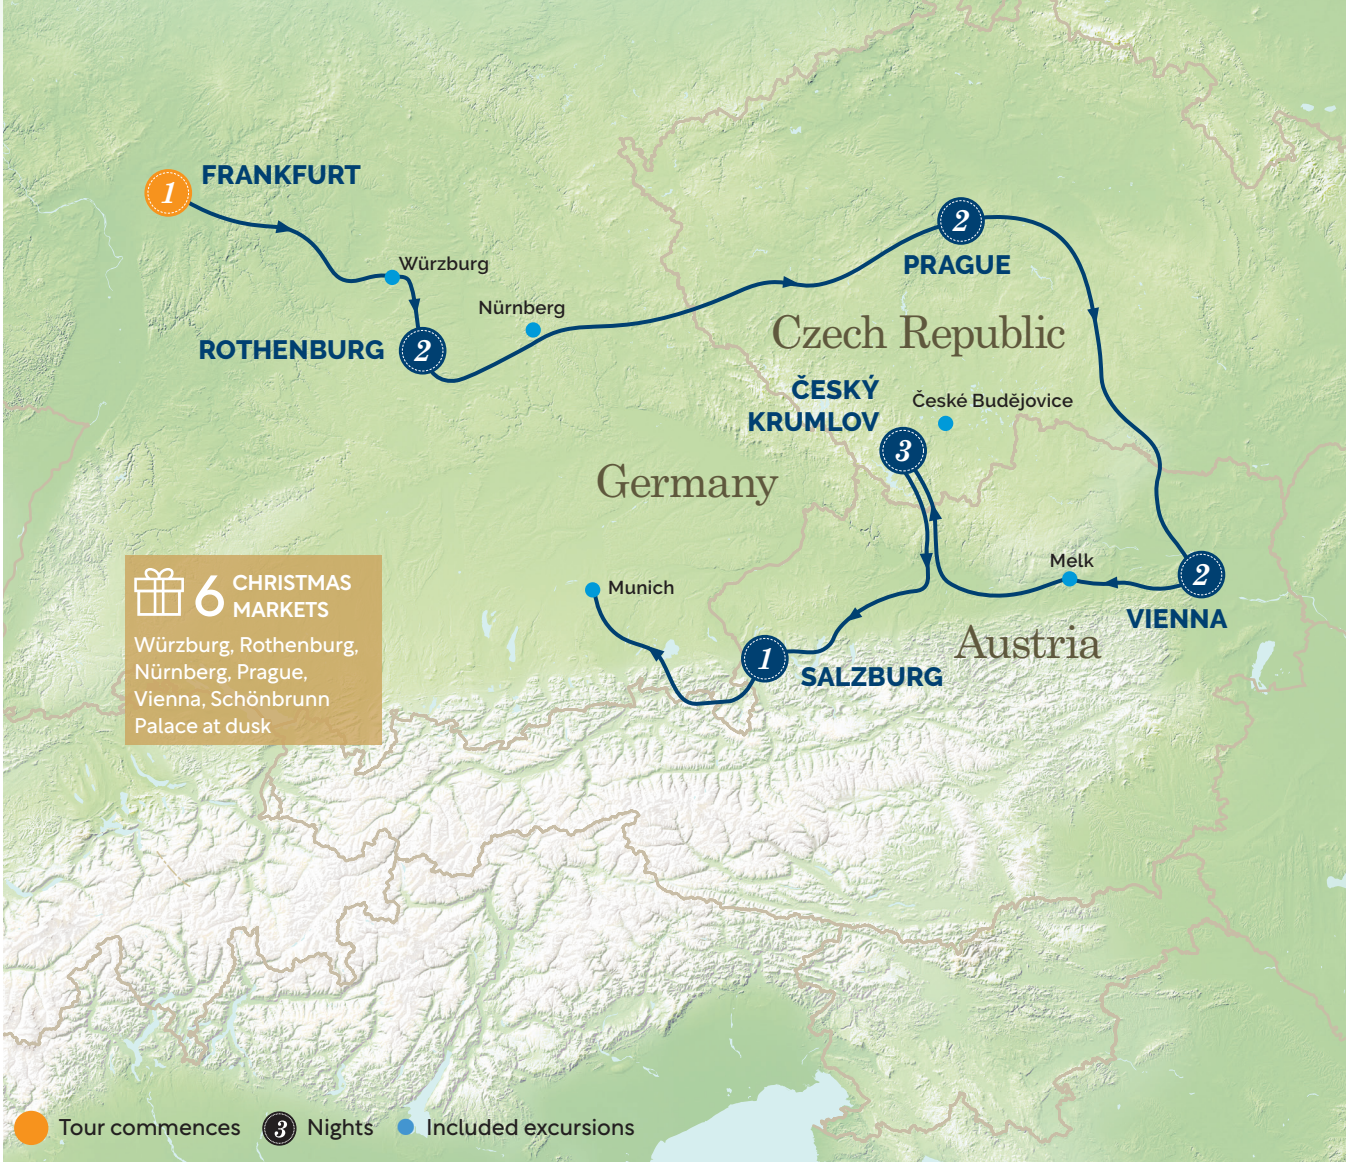 1
FRANKFURT
Würzburg
Nürnberg
ROTHENBURG
2
2
PRAGUE
Czech Republic
ČESKÝ
KRUMLOV
České Budějovice
3
Germany
Melk
2
VIENNA
Munich
Austria
1
SALZBURG
6
CHRISTMAS
MARKETS
Würzburg, Rothenburg,
Nürnberg, Prague,
Vienna, Schönbrunn
Palace at dusk
Tour commences
3 Nights
Included excursions